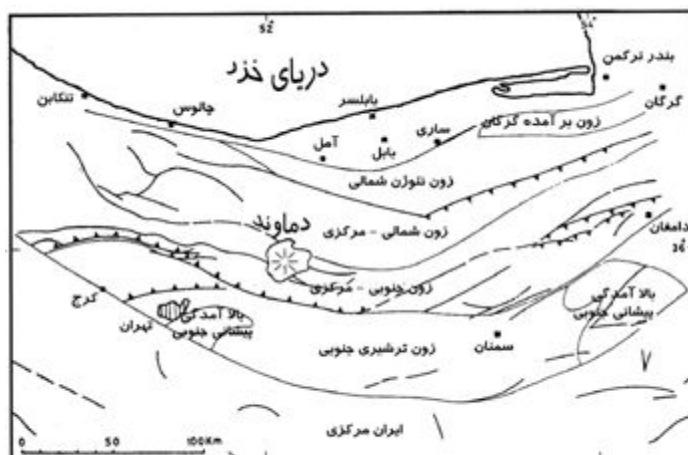 52°
54°
دریای خزر
بندر ترکمن
گرگان
تنکابن
چالوس
بابلسر
زون بر آمده گرگان
ساری
بابل
آمل
زون نئوژن شمالی
زون شمالی - مرکزی
دماوند
دامغان
36°
زون جنوبی - مرکزی
کرج
تهران
بالا آمدگی
پیشانی جنوبی
بالا آمدگی
پیشانی جنوبی
سمنان
زون ترشیری جنوبی
ایران مرکزی
0 50 100Km